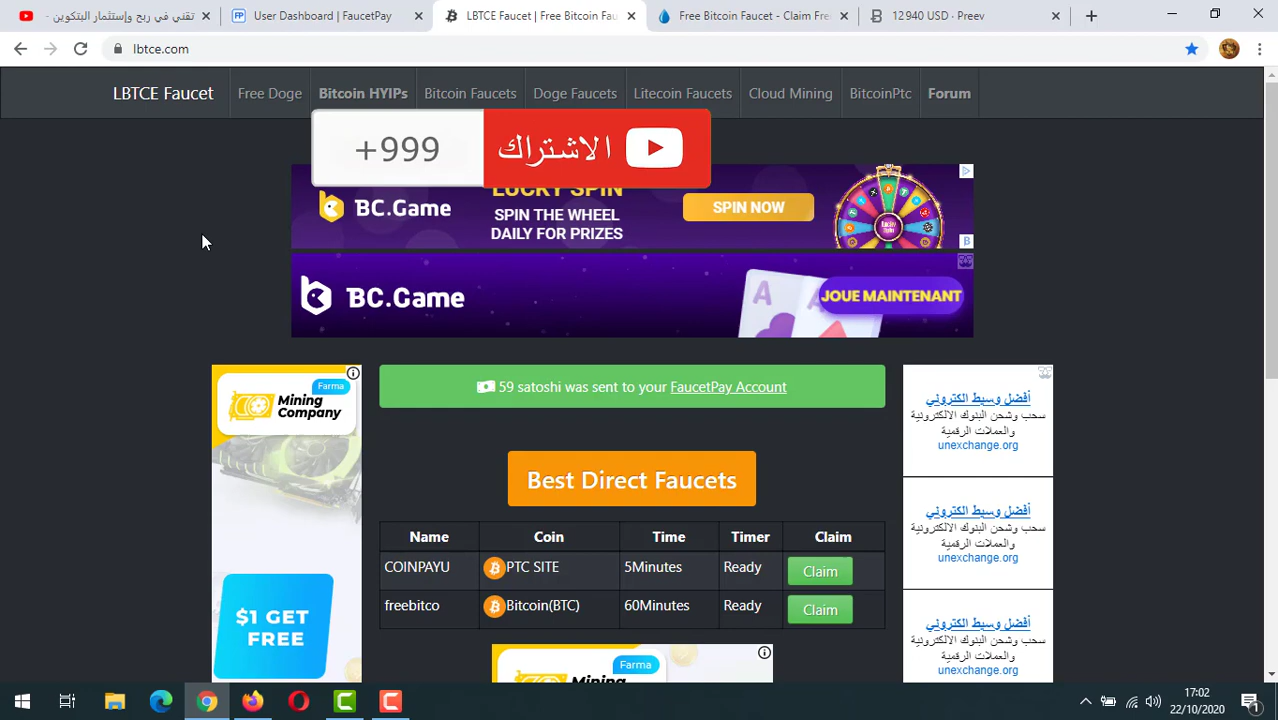 تقني في ربح وإستثمار البتكوين -
User Dashboard | FaucetPay
LBTCE Faucet | Free Bitcoin Fau
Free Bitcoin Faucet - Claim Free
12 940 USD · Preev
lbtce.com
LBTCE Faucet
Free Doge
Bitcoin HYIPs
Bitcoin Faucets
Doge Faucets
Litecoin Faucets
Cloud Mining
BitcoinPtc
Forum
+999
الاشتراك
BC.Game
LUCKY SPIN
SPIN THE WHEEL
DAILY FOR PRIZES
SPIN NOW
BC.Game
JOUE MAINTENANT
Farma
Mining
Company
$1 GET
FREE
59 satoshi was sent to your FaucetPay Account
Best Direct Faucets
Name Coin Time Timer Claim
COINPAYU PTC SITE 5Minutes Ready Claim
freebitco Bitcoin(BTC) 60Minutes Ready Claim
Farma
أفضل وسيط الكتروني
سحب وشحن البنوك الالكترونية
والعملات الرقمية
unexchange.org
أفضل وسيط الكتروني
سحب وشحن البنوك الالكترونية
والعملات الرقمية
unexchange.org
أفضل وسيط الكتروني
سحب وشحن البنوك الالكترونية
والعملات الرقمية
17:02
22/10/2020